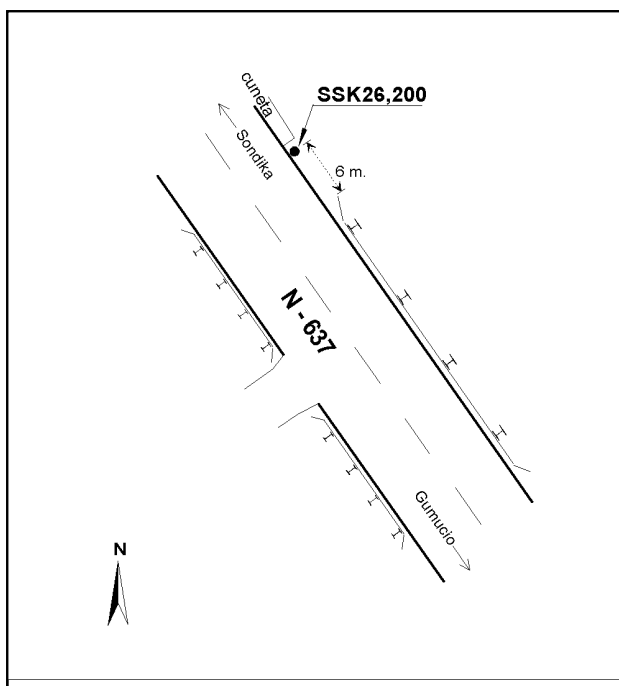 cuneta
SSK26,200
Sondika
6 m.
N - 637
Gumucio
N